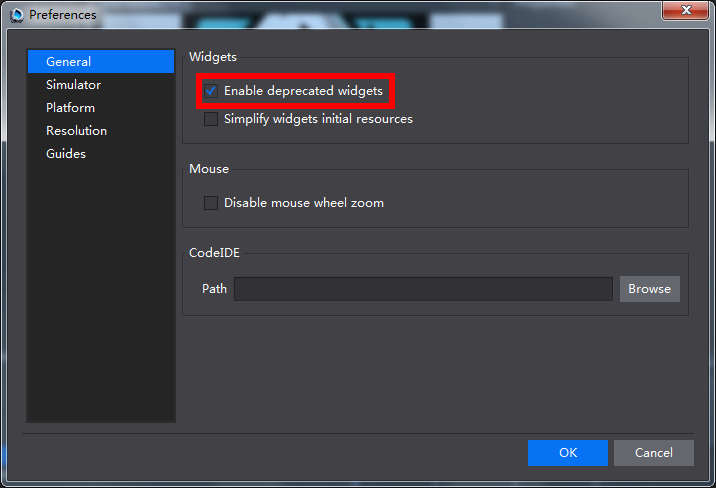 Preferences
General
Simulator
Platform
Resolution
Guides
Widgets
Enable deprecated widgets
Simplify widgets initial resources
Mouse
Disable mouse wheel zoom
CodeIDE
Path
Browse
OK
Cancel